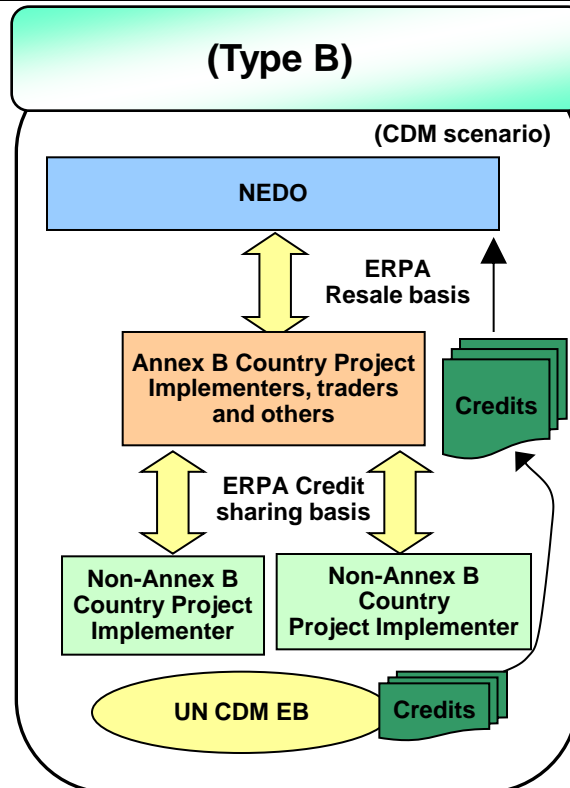 (Type B)
(CDM scenario)
NEDO
ERPA
Resale basis
Annex B Country Project
Implementers, traders
and others
Credits
ERPA Credit
sharing basis
Non-Annex B
Country Project
Implementer
Non-Annex B
Country
Project Implementer
UN CDM EB
Credits